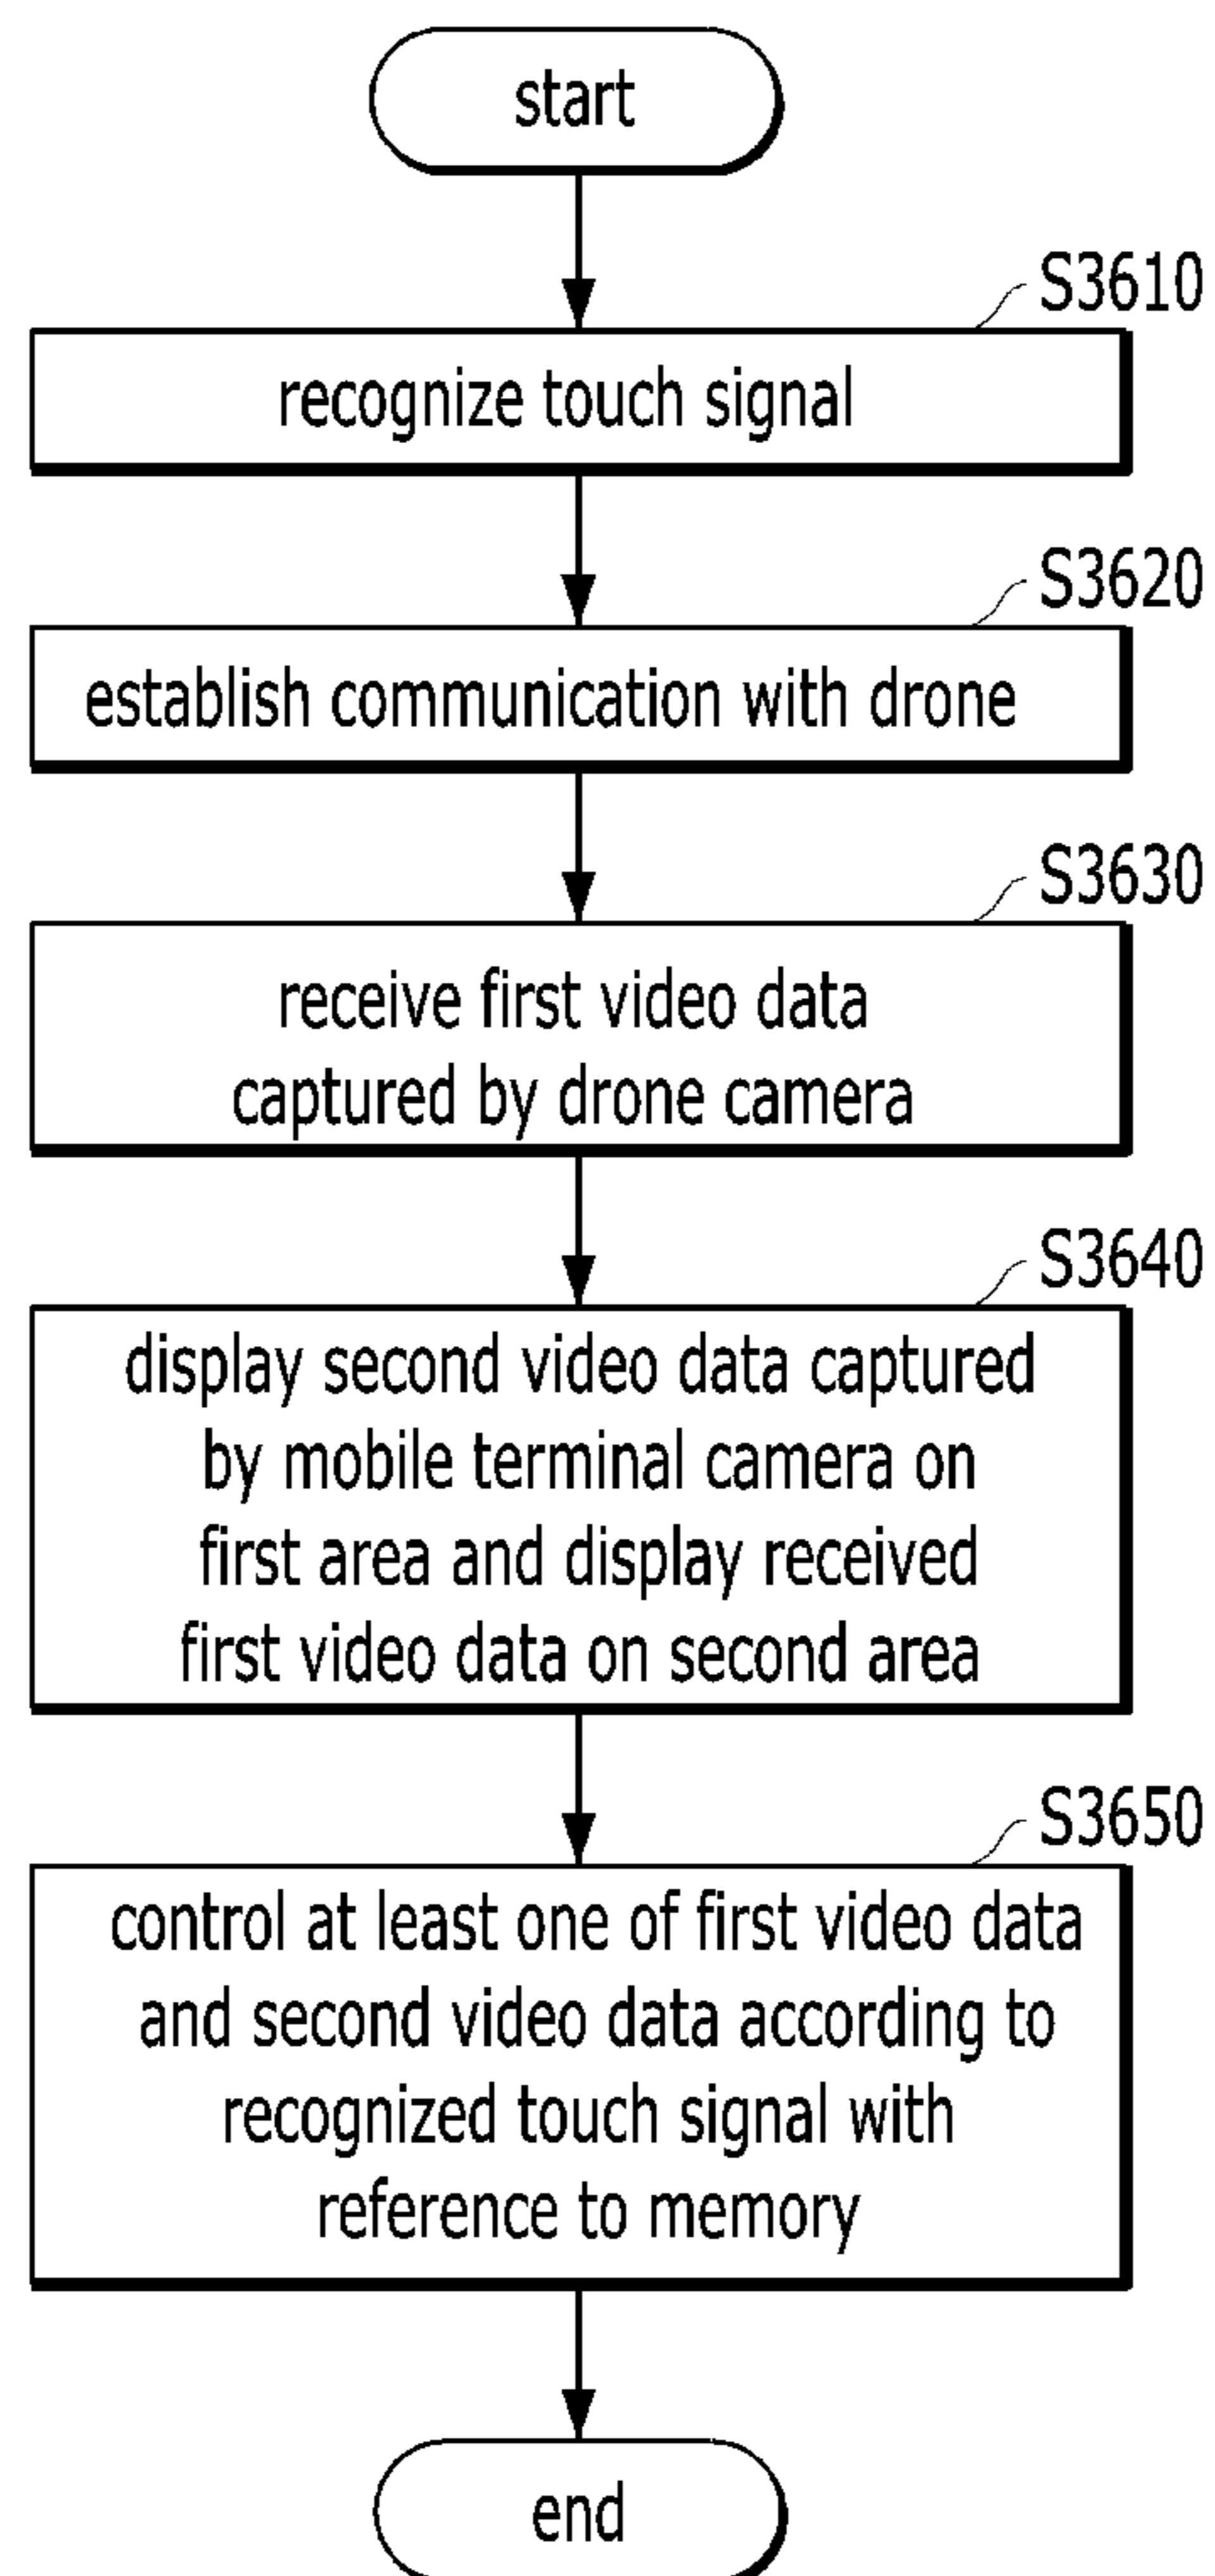 start
S3610
recognize touch signal
S3620
establish communication with drone
S3630
receive first video data
captured by drone camera
S3640
display second video data captured
by mobile terminal camera on
first area and display received
first video data on second area
S3650
control at least one of first video data
and second video data according to
recognized touch signal with
reference to memory
end